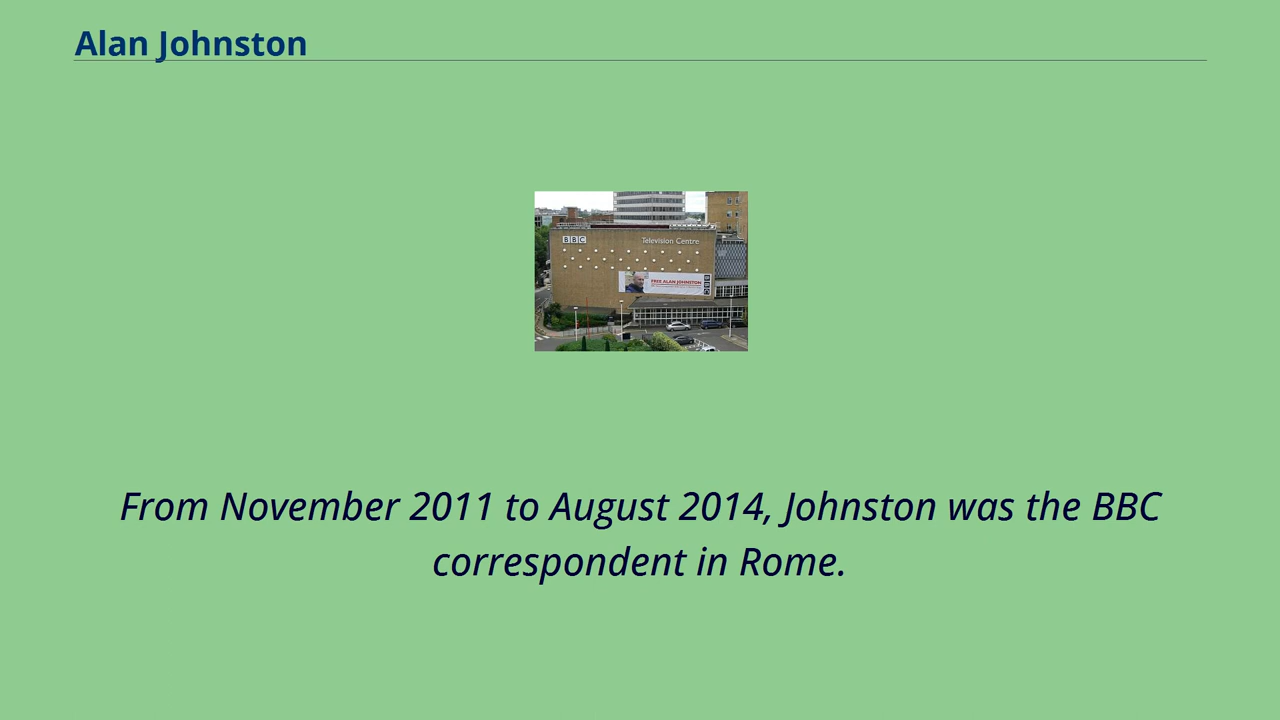 Alan Johnston
BBC
Television Centre
FREE ALAN JOHNSTON
BBC
From November 2011 to August 2014, Johnston was the BBC
correspondent in Rome.